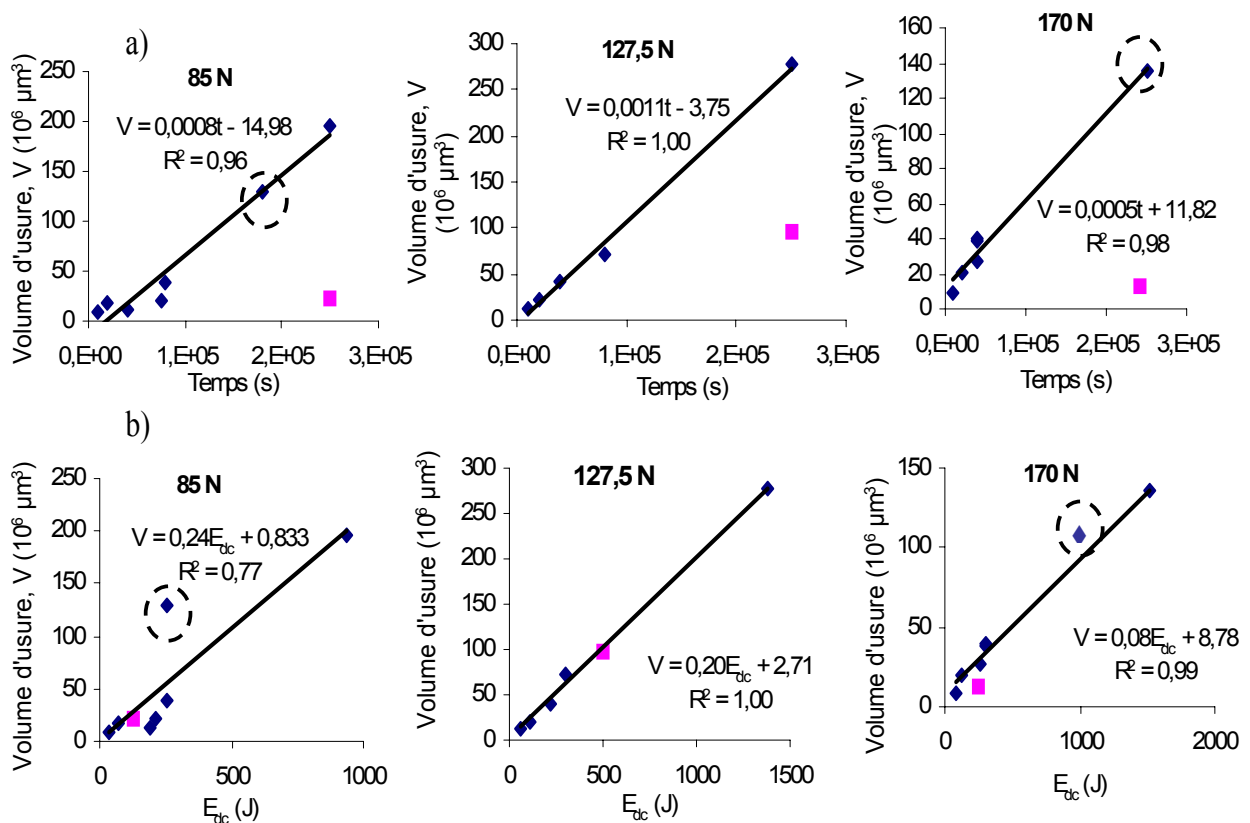 a)
85 N
Volume d'usure, V (10⁶ µm³)
250
200
150
100
50
0
V = 0,0008t - 14,98
R² = 0,96
0,E+00 1,E+05 2,E+05 3,E+05
Temps (s)
127,5 N
Volume d'usure, V
(10⁶ µm³)
300
250
200
150
100
50
0
V = 0,0011t - 3,75
R² = 1,00
0,E+00 1,E+05 2,E+05 3,E+05
Temps (s)
170 N
Volume d'usure, V
(10⁶ µm³)
160
140
120
100
80
60
40
20
0
V = 0,0005t + 11,82
R² = 0,98
0,E+00 1,E+05 2,E+05 3,E+05
Temps (s)
b)
85 N
Volume d'usure, V (10⁶ µm³)
250
200
150
100
50
0
V = 0,24E_dc + 0,833
R² = 0,77
0 500 1000
E_dc (J)
127,5 N
Volume d'usure (10⁶ µm³)
300
250
200
150
100
50
0
V = 0,20E_dc + 2,71
R² = 1,00
0 500 1000 1500
E_dc (J)
170 N
Volume d'usure (10⁶ µm³)
150
100
50
0
V = 0,08E_dc + 8,78
R² = 0,99
0 1000 2000
E_dc (J)